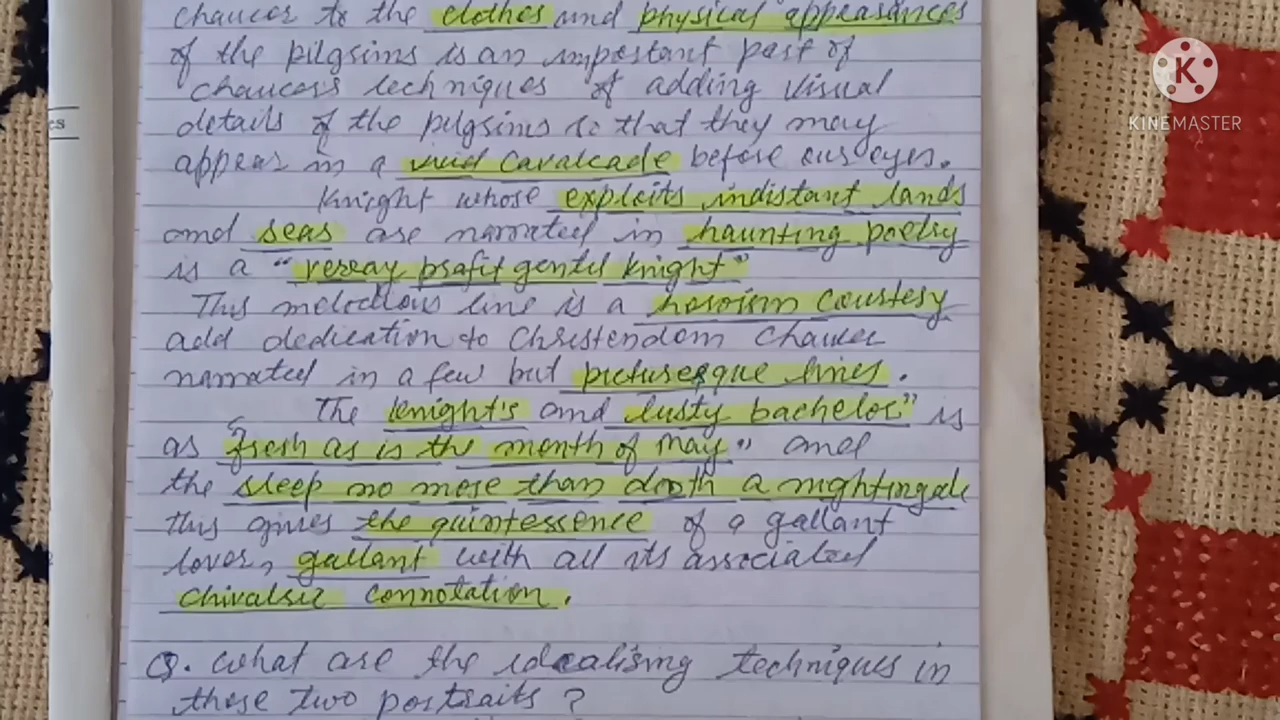 chaucer to the clothes and physical appearances
of the pilgrims is an important part of
chaucer's techniques of adding visual
details of the pilgrims so that they may
appear in a vivid cavalcade before our eyes.
Knight whose exploits indistant lands
and seas are narrated in haunting poetry
is a "verray prafit gentil knight"
This melodious line is a heroism courtesy
add dedication to Christendom Chaucer
narrated in a few but picturesque lines.
The knight's and lusty bachelor" is
as "fresh as is the month of May" and
the sleep no more than doth a nightingale
this gives the quintessence of a gallant
lover, gallant with all its associated
chivalric connotation.
Q. what are the idealising techniques in
these two portraits ?
es
K
KINEMASTER